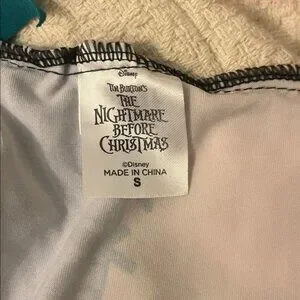 Disney
TIM BURTON'S
THE
NIGHTMARE
BEFORE
CHRISTMAS
©Disney
MADE IN CHINA
S